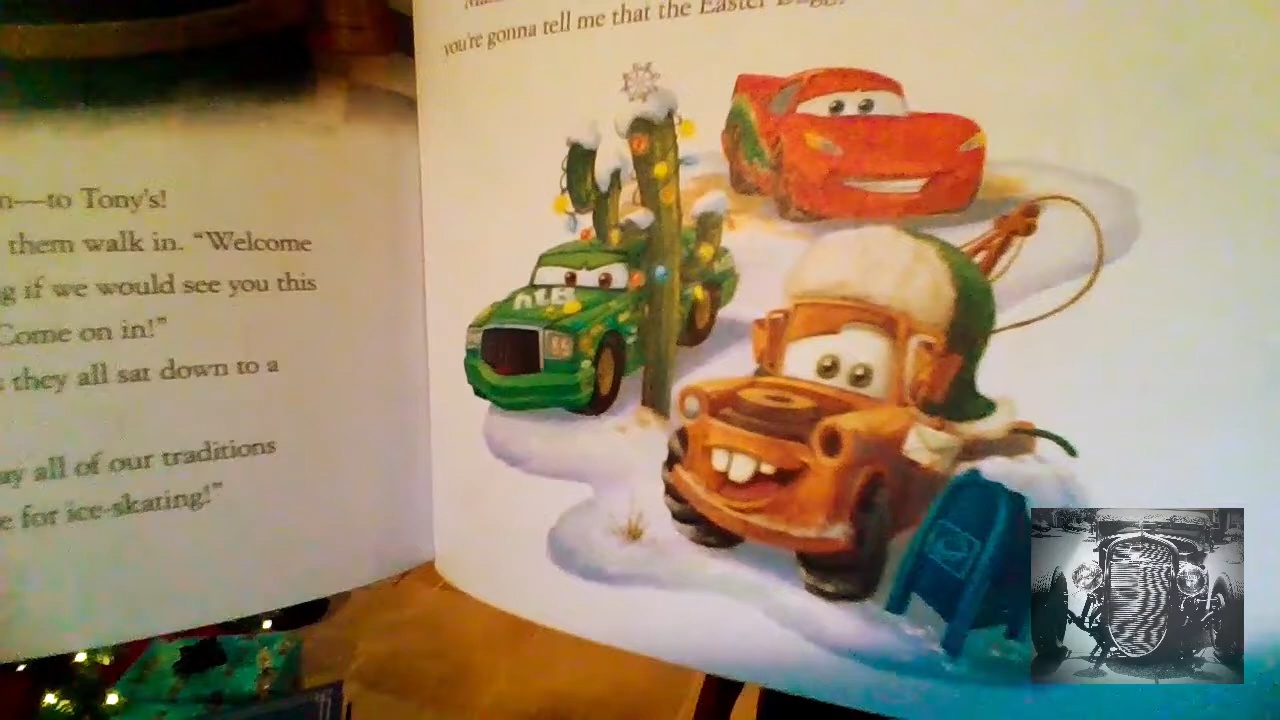 n—to Tony's!
them walk in. “Welcome
g if we would see you this
Come on in!”
they all sat down to a
ay all of our traditions
e for ice-skating!”
you're gonna tell me that the Easter
htB